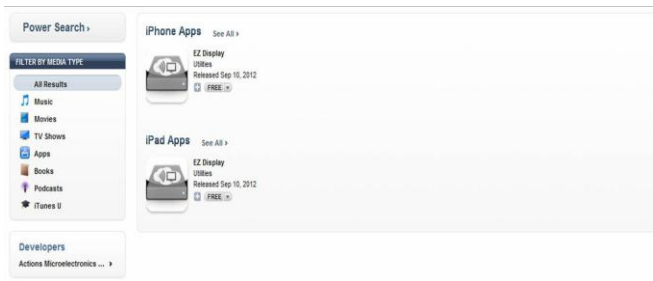 Power Search ›
FILTER BY MEDIA TYPE
All Results
Music
Movies
TV Shows
Apps
Books
Podcasts
iTunes U
Developers
Actions Microelectronics ... ›
iPhone Apps See All ›
EZ Display
Utilities
Released Sep 10, 2012
FREE
iPad Apps See All ›
EZ Display
Utilities
Released Sep 10, 2012
FREE